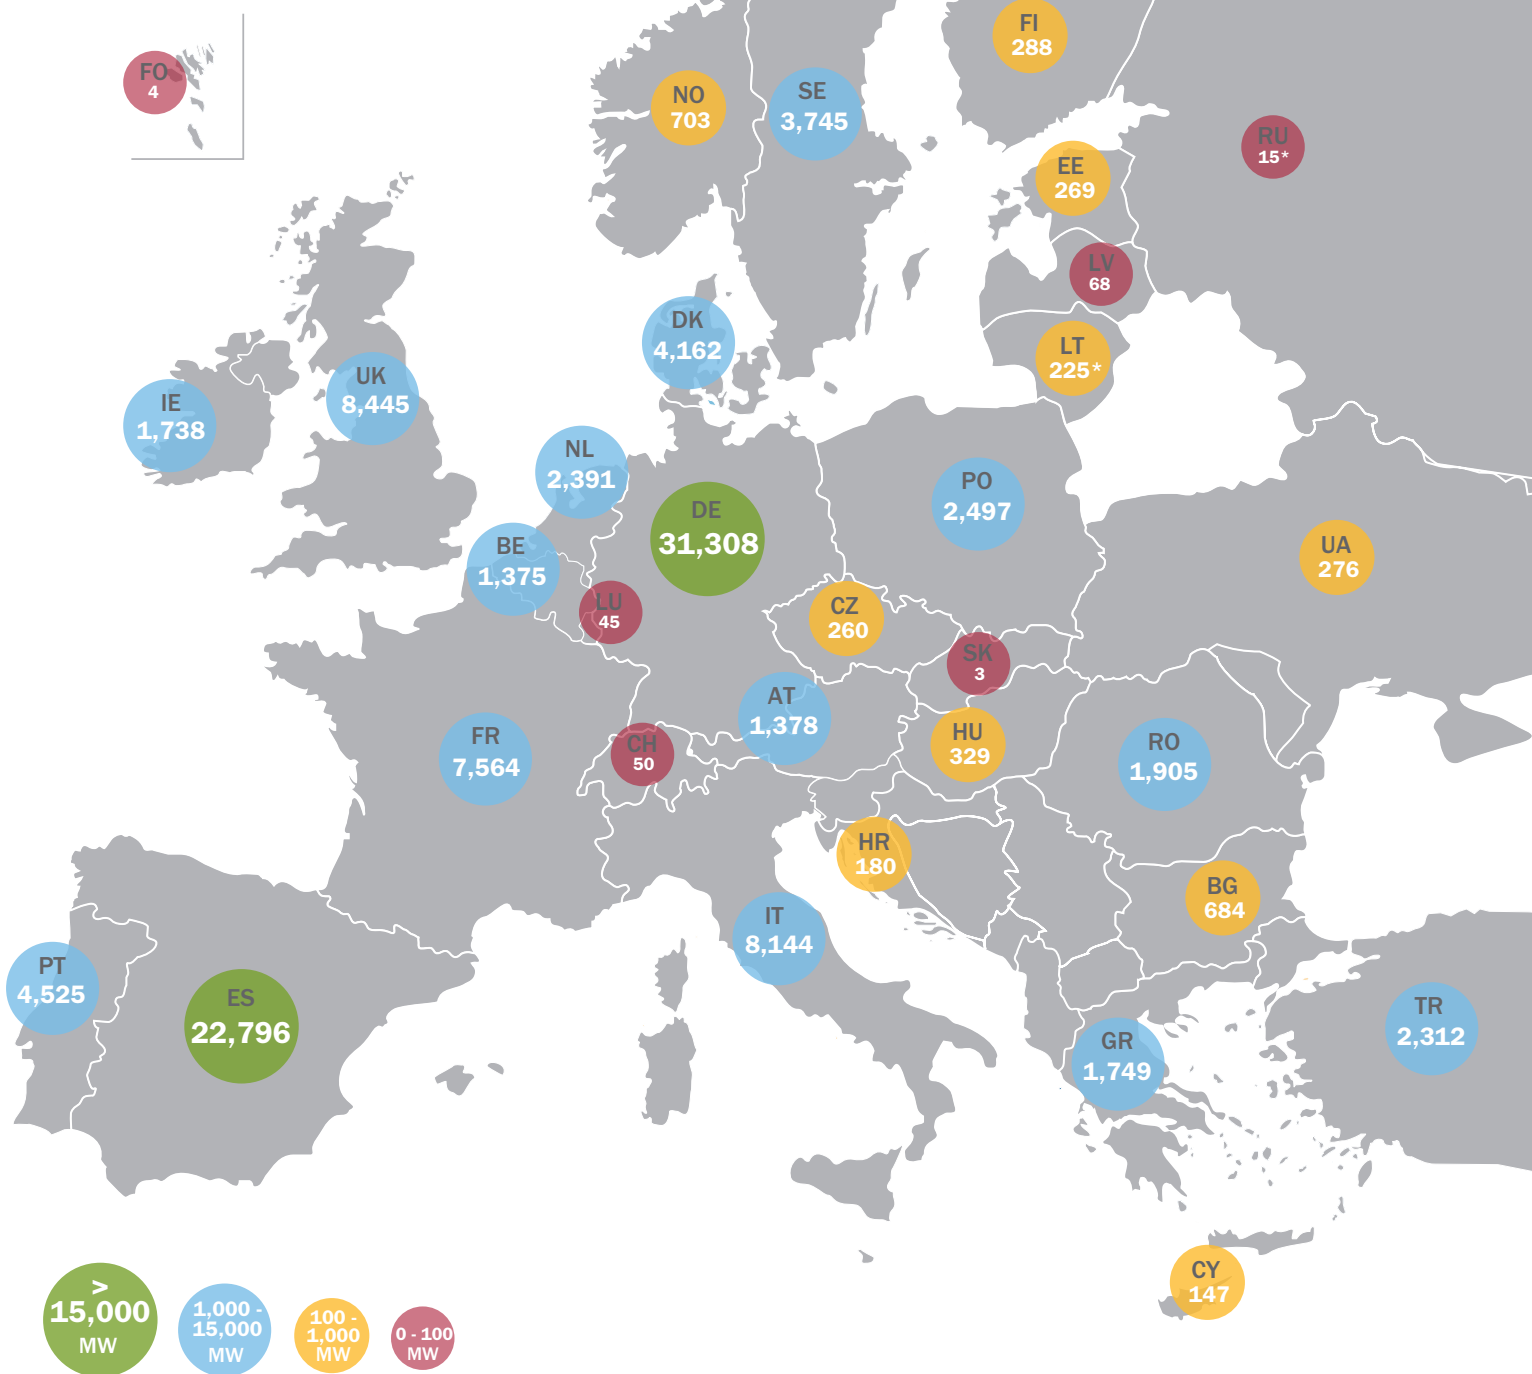 FI
288
FO
4
NO
703
SE
3,745
RU
15*
EE
269
LV
68
DK
4,162
LT
225*
UK
8,445
IE
1,738
NL
2,391
PO
2,497
DE
31,308
UA
276
BE
1,375
LU
45
CZ
260
SK
3
AT
1,378
FR
7,564
CH
50
HU
329
RO
1,905
HR
180
BG
684
IT
8,144
PT
4,525
ES
22,796
TR
2,312
GR
1,749
CY
147
>
15,000
MW
1,000 -
15,000
MW
100 -
1,000
MW
0 - 100
MW